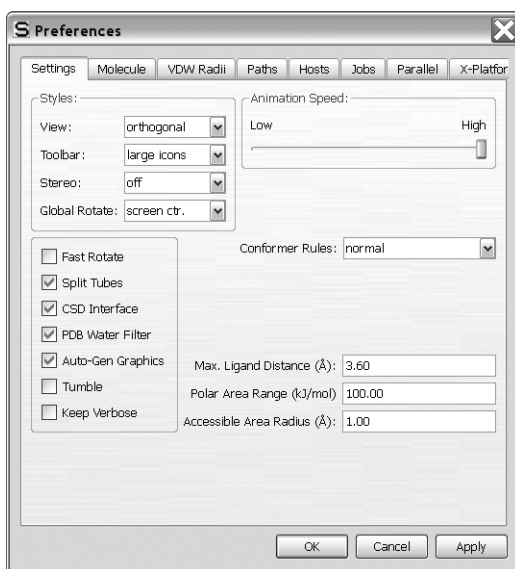 S Preferences
Settings Molecule VDW Radii Paths Hosts Jobs Parallel X-Platfor
Styles:
View: orthogonal
Toolbar: large icons
Stereo: off
Global Rotate: screen ctr.
Animation Speed:
Low High
Fast Rotate
Split Tubes
CSD Interface
PDB Water Filter
Auto-Gen Graphics
Tumble
Keep Verbose
Conformer Rules: normal
Max. Ligand Distance (Å): 3.60
Polar Area Range (kJ/mol) 100.00
Accessible Area Radius (Å): 1.00
OK Cancel Apply